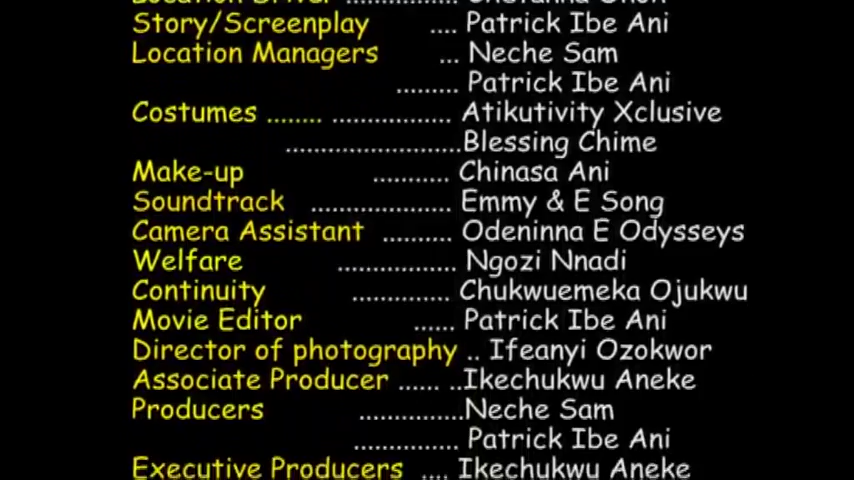 Story/Screenplay .... Patrick Ibe Ani
Location Managers ... Neche Sam
......... Patrick Ibe Ani
Costumes ........ ................. Atikutivity Xclusive
.........................Blessing Chime
Make-up ........... Chinasa Ani
Soundtrack .................... Emmy & E Song
Camera Assistant .......... Odeninna E Odysseys
Welfare ................. Ngozi Nnadi
Continuity .............. Chukwuemeka Ojukwu
Movie Editor ...... Patrick Ibe Ani
Director of photography .. Ifeanyi Ozokwor
Associate Producer ...... ..Ikechukwu Aneke
Producers ...............Neche Sam
............... Patrick Ibe Ani
Executive Producers .... Ikechukwu Aneke